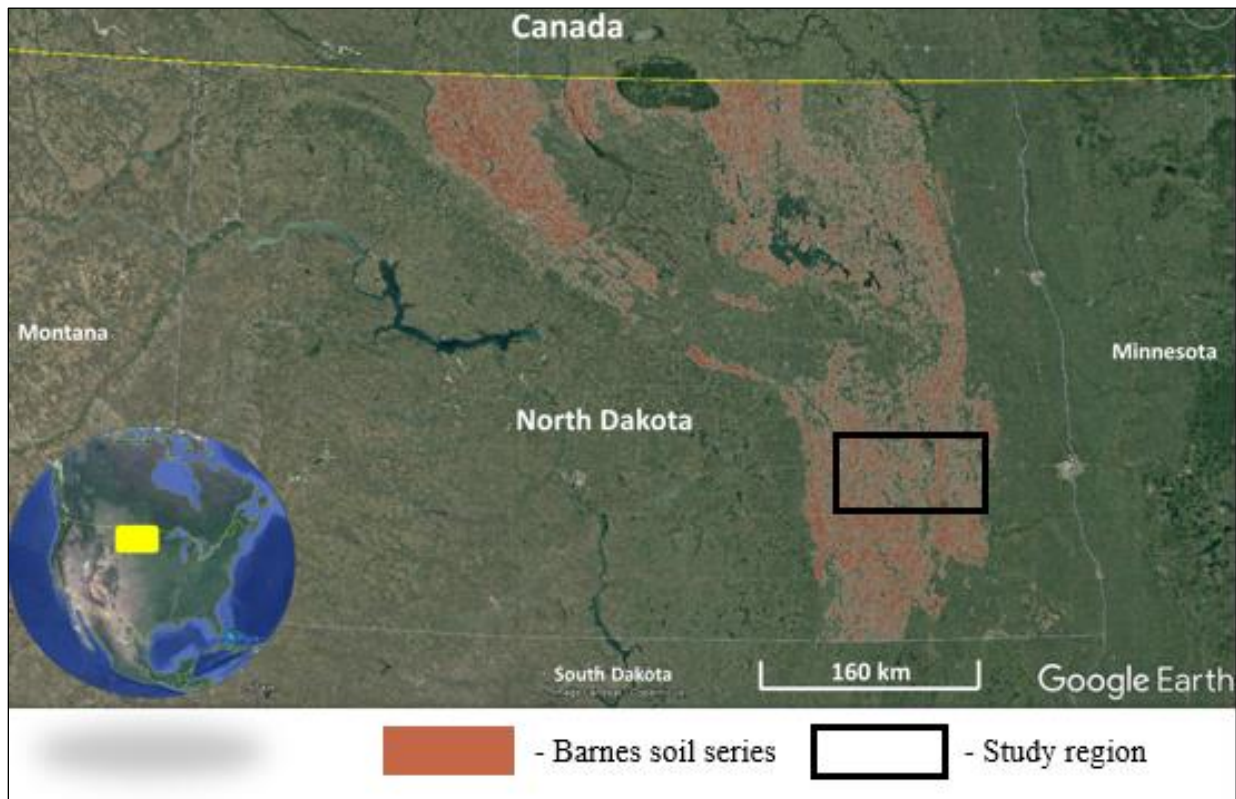 Canada
Montana
Minnesota
North Dakota
South Dakota
160 km
Google Earth
- Barnes soil series
- Study region